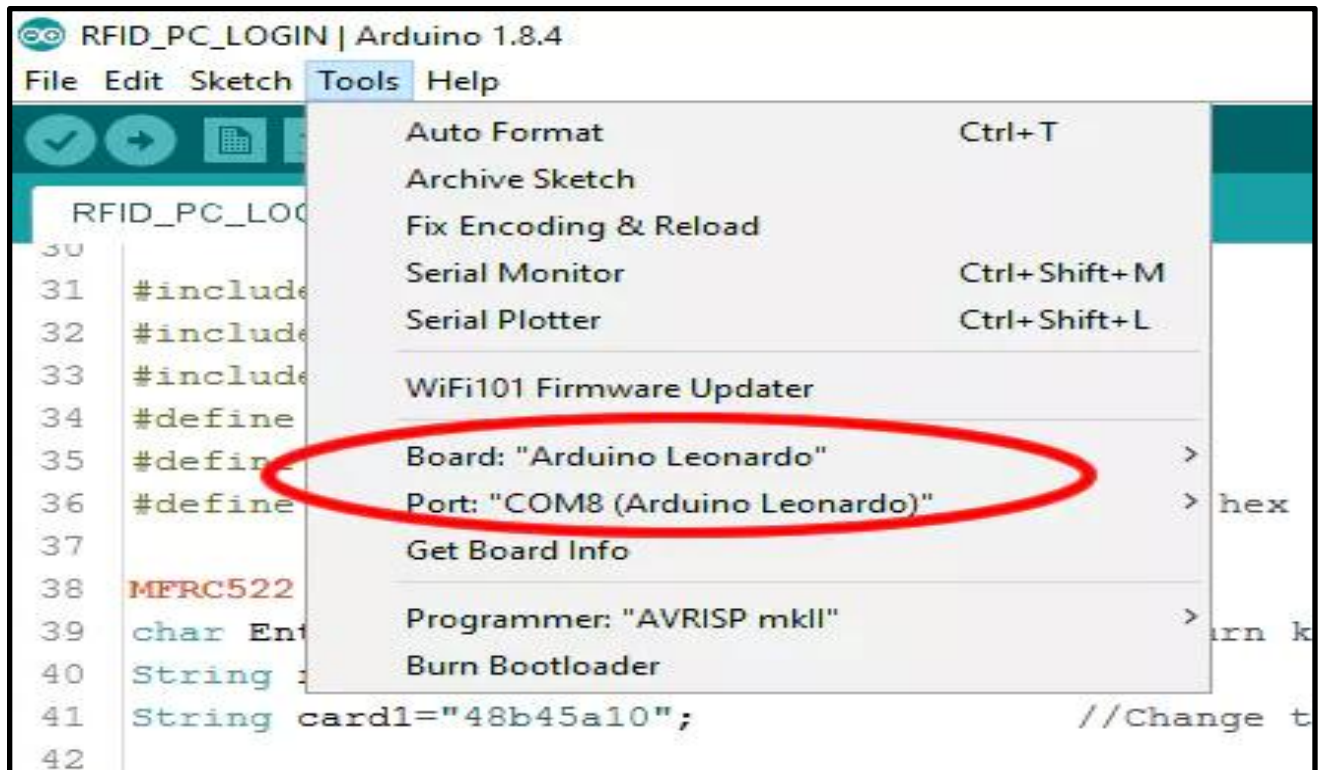 RFID_PC_LOGIN | Arduino 1.8.4
File Edit Sketch Tools Help
Auto Format Ctrl+T
Archive Sketch
RFID_PC_LOG
Fix Encoding & Reload
30
Serial Monitor Ctrl+Shift+M
31 #include
32 #include
Serial Plotter Ctrl+Shift+L
33 #include
WiFi101 Firmware Updater
34 #define
35 #define
Board: "Arduino Leonardo" >
36 #define
Port: "COM8 (Arduino Leonardo)" > hex
37
Get Board Info
38 MFRC522
Programmer: "AVRISP mkII" >
39 char Ent urn k
40 String
Burn Bootloader
41 String card1="48b45a10"; //Change t
42